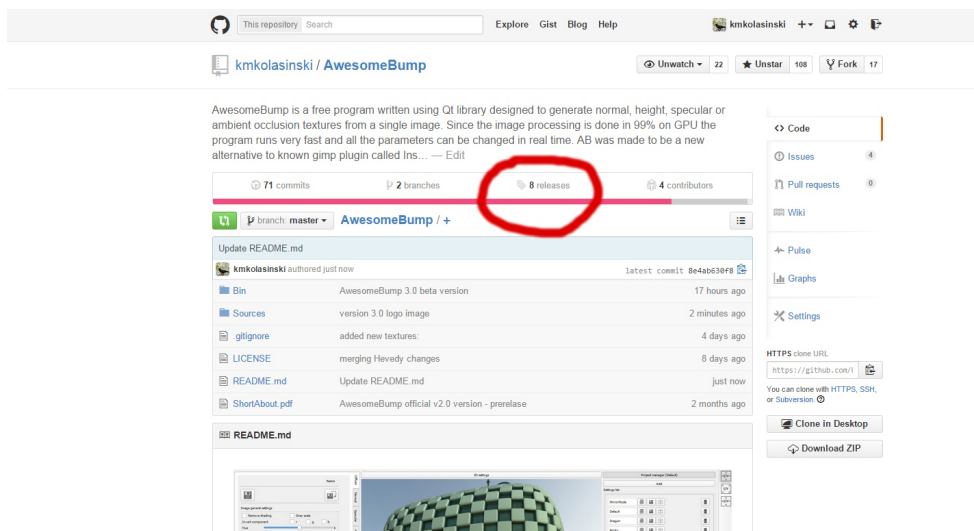 This repository Search Explore Gist Blog Help kmkolasinski
kmkolasinski / AwesomeBump
Unwatch 22 Unstar 108 Fork 17
AwesomeBump is a free program written using Qt library designed to generate normal, height, specular or
ambient occlusion textures from a single image. Since the image processing is done in 99% on GPU the
program runs very fast and all the parameters can be changed in real time. AB was made to be a new
alternative to known gimp plugin called Ins… — Edit
71 commits 2 branches 8 releases 4 contributors
branch: master AwesomeBump / +
Update README.md
kmkolasinski authored just now latest commit 8e4ab630f8
Bin AwesomeBump 3.0 beta version 17 hours ago
Sources version 3.0 logo image 2 minutes ago
.gitignore added new textures: 4 days ago
LICENSE merging Hevedy changes 8 days ago
README.md Update README.md just now
ShortAbout.pdf AwesomeBump official v2.0 version - prerelase 2 months ago
README.md
Code
Issues 4
Pull requests 0
Wiki
Pulse
Graphs
Settings
HTTPS clone URL
https://github.com/
You can clone with HTTPS, SSH,
or Subversion.
Clone in Desktop
Download ZIP